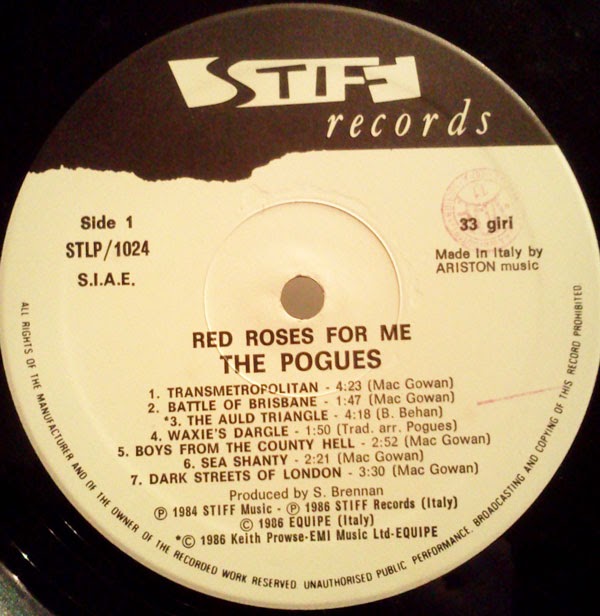 STIFF
records
Side 1
STLP/1024
S.I.A.E.
33 giri
Made in Italy by
ARISTON music
RED ROSES FOR ME
THE POGUES
1. TRANSMETROPOLITAN - 4:23 (Mac Gowan)
2. BATTLE OF BRISBANE - 1:47 (Mac Gowan)
*3. THE AULD TRIANGLE - 4:18 (B. Behan)
4. WAXIE'S DARGLE - 1:50 (Trad. arr. Pogues)
5. BOYS FROM THE COUNTY HELL - 2:52 (Mac Gowan)
6. SEA SHANTY - 2:21 (Mac Gowan)
7. DARK STREETS OF LONDON - 3:30 (Mac Gowan)
Produced by S. Brennan
℗ 1984 STIFF Music - ℗ 1986 STIFF Records (Italy)
© 1986 EQUIPE (Italy)
*© 1986 Keith Prowse-EMI Music Ltd-EQUIPE
ALL RIGHTS OF THE MANUFACTURER AND OF THE OWNER OF THE RECORDED WORK RESERVED UNAUTHORISED PUBLIC PERFORMANCE, BROADCASTING AND COPYING OF THIS RECORD PROHIBITED